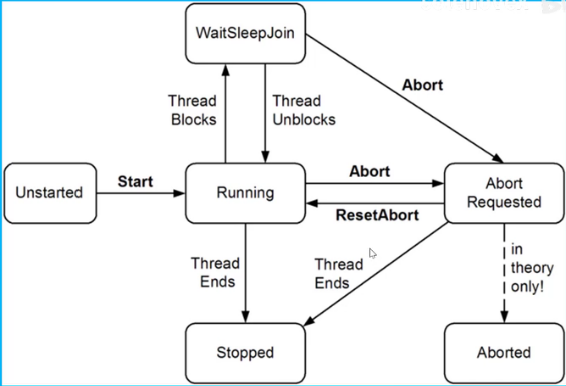 WaitSleepJoin
Abort
Thread
Blocks
Thread
Unblocks
Unstarted
Start
Running
Abort
ResetAbort
Abort
Requested
Thread
Ends
Thread
Ends
in
theory
only!
Stopped
Aborted